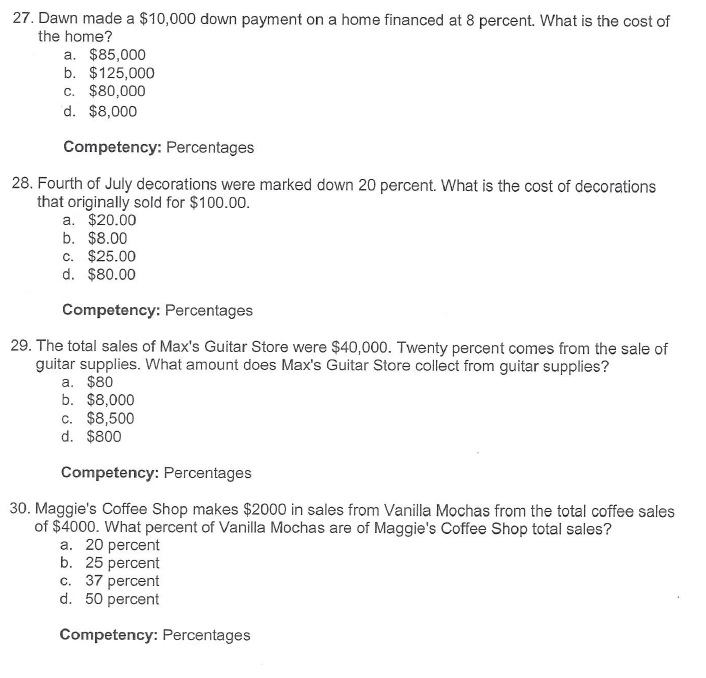 27. Dawn made a $10,000 down payment on a home financed at 8 percent. What is the cost of
the home?
a. $85,000
b. $125,000
c. $80,000
d. $8,000
Competency: Percentages
28. Fourth of July decorations were marked down 20 percent. What is the cost of decorations
that originally sold for $100.00.
a. $20.00
b. $8.00
c. $25.00
d. $80.00
Competency: Percentages
29. The total sales of Max's Guitar Store were $40,000. Twenty percent comes from the sale of
guitar supplies. What amount does Max's Guitar Store collect from guitar supplies?
a. $80
b. $8,000
c. $8,500
d. $800
Competency: Percentages
30. Maggie's Coffee Shop makes $2000 in sales from Vanilla Mochas from the total coffee sales
of $4000. What percent of Vanilla Mochas are of Maggie's Coffee Shop total sales?
a. 20 percent
b. 25 percent
c. 37 percent
d. 50 percent
Competency: Percentages